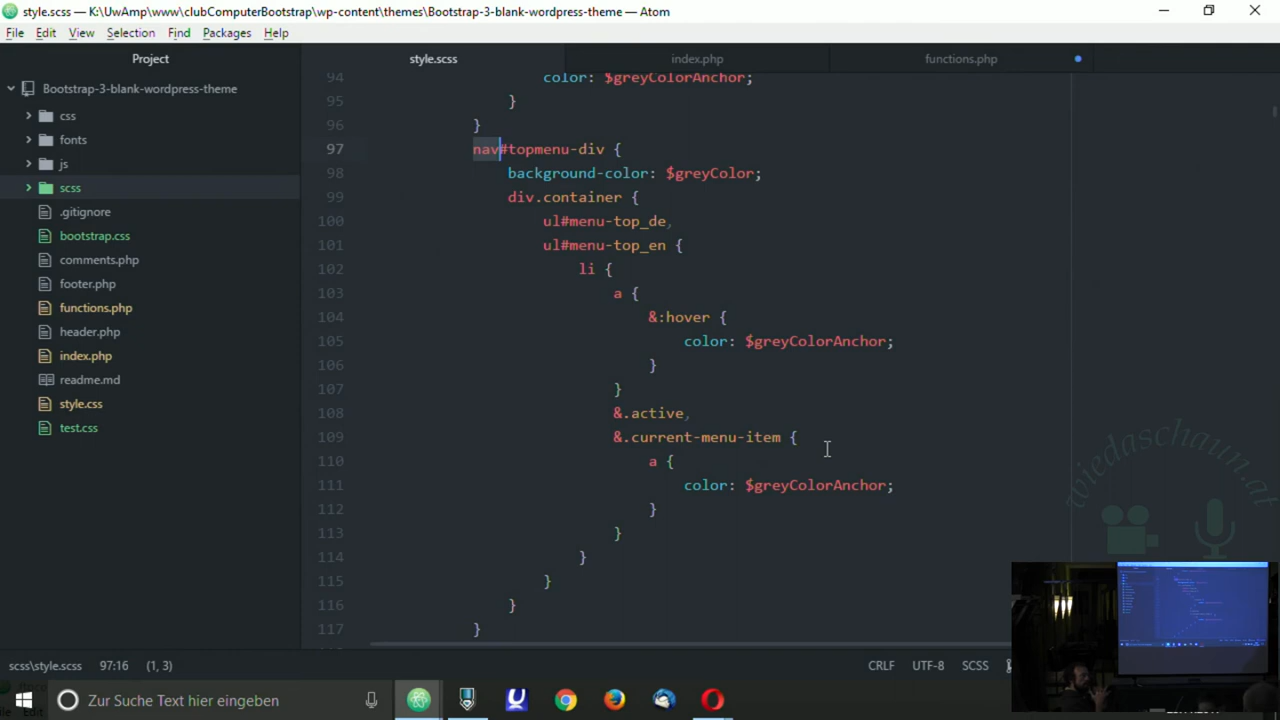 style.scss — K:\UwAmp\www\clubComputerBootstrap\wp-content\themes\Bootstrap-3-blank-wordpress-theme — Atom
File Edit View Selection Find Packages Help
Project
style.scss
index.php
functions.php
Bootstrap-3-blank-wordpress-theme
css
fonts
js
scss
.gitignore
bootstrap.css
comments.php
footer.php
functions.php
header.php
index.php
readme.md
style.css
test.css
94 color: $greyColorAnchor;
95 }
96 }
97 nav#topmenu-div {
98 background-color: $greyColor;
99 div.container {
100 ul#menu-top_de,
101 ul#menu-top_en {
102 li {
103 a {
104 &:hover {
105 color: $greyColorAnchor;
106 }
107 }
108 &.active,
109 &.current-menu-item {
110 a {
111 color: $greyColorAnchor;
112 }
113 }
114 }
115 }
116 }
117 }
wiedaschaun.at
scss\style.scss 97:16 (1, 3)
CRLF UTF-8 SCSS
Zur Suche Text hier eingeben